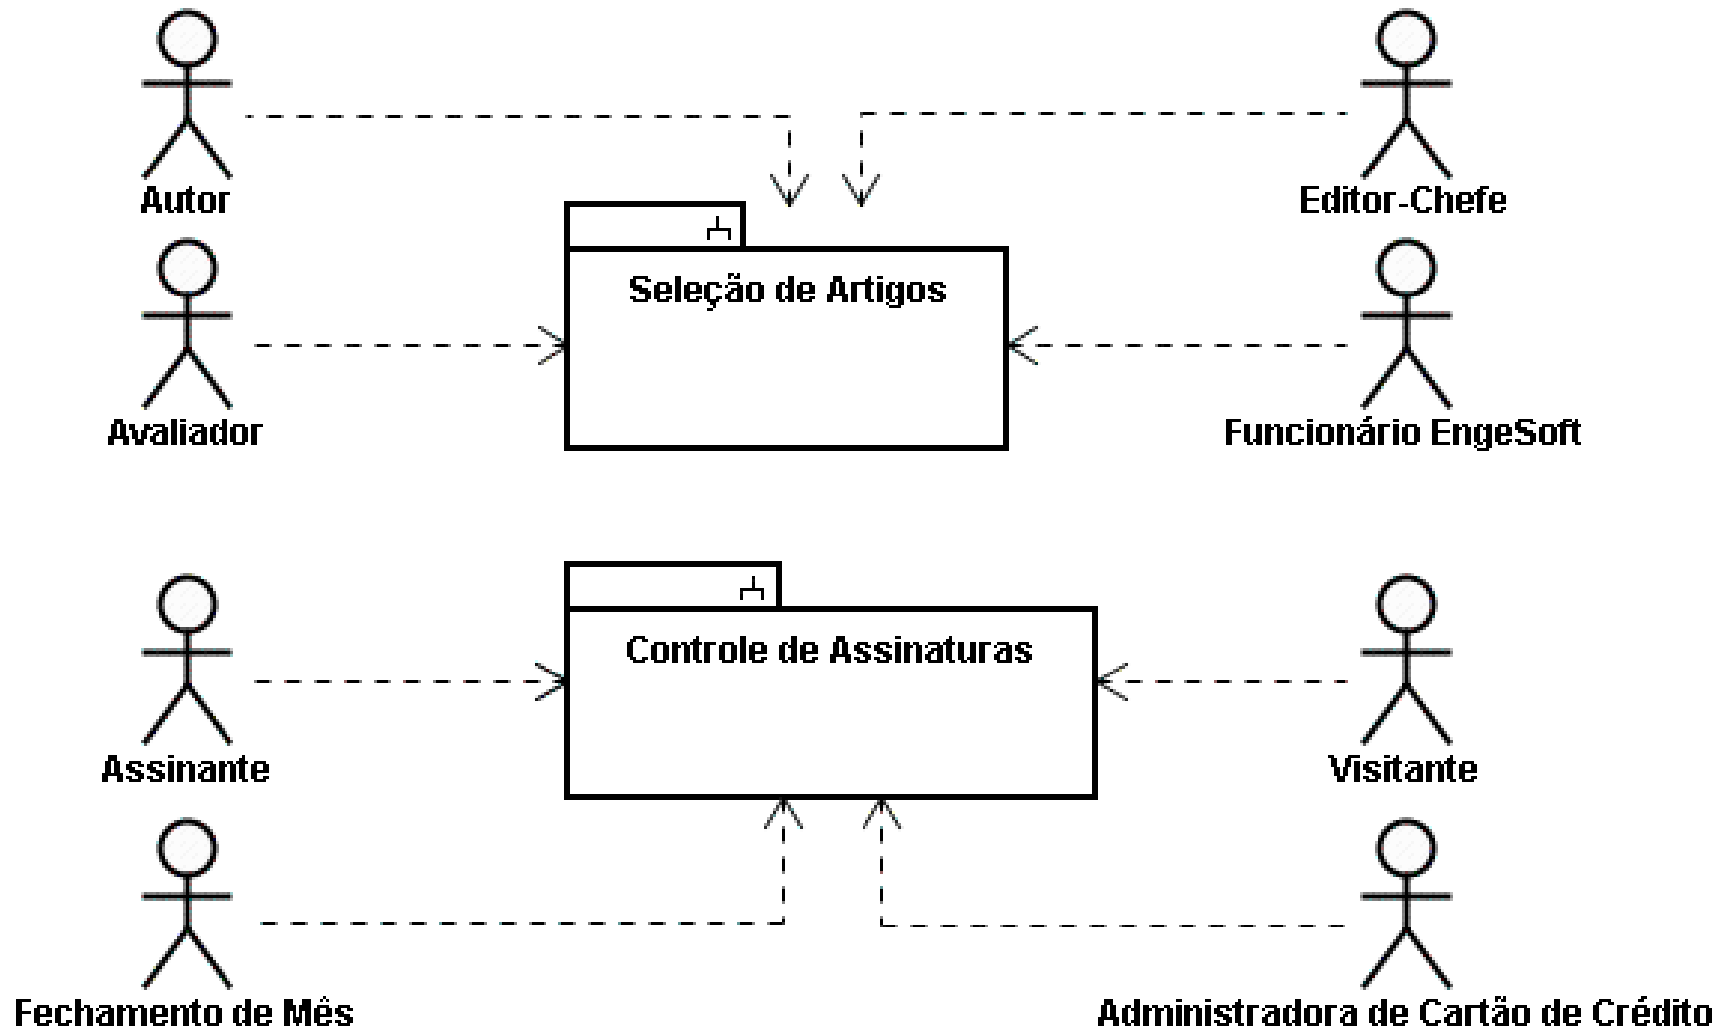 Autor
Editor-Chefe
Seleção de Artigos
Avaliador
Funcionário EngeSoft
Controle de Assinaturas
Assinante
Visitante
Fechamento de Mês
Administradora de Cartão de Crédito